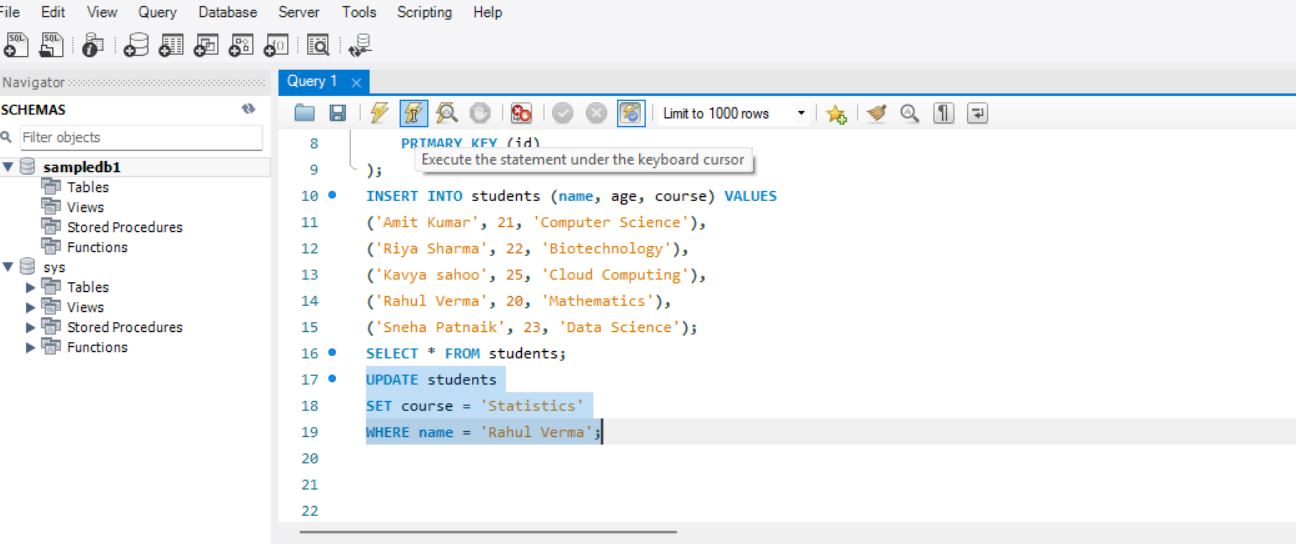 File Edit View Query Database Server Tools Scripting Help
Navigator
SCHEMAS
Filter objects
sampledb1
Tables
Views
Stored Procedures
Functions
sys
Tables
Views
Stored Procedures
Functions
Query 1
Limit to 1000 rows
8 PRIMARY KEY (id)
Execute the statement under the keyboard cursor
9 );
10 INSERT INTO students (name, age, course) VALUES
11 ('Amit Kumar', 21, 'Computer Science'),
12 ('Riya Sharma', 22, 'Biotechnology'),
13 ('Kavya sahoo', 25, 'Cloud Computing'),
14 ('Rahul Verma', 20, 'Mathematics'),
15 ('Sneha Patnaik', 23, 'Data Science');
16 SELECT * FROM students;
17 UPDATE students
18 SET course = 'Statistics'
19 WHERE name = 'Rahul Verma';
20
21
22